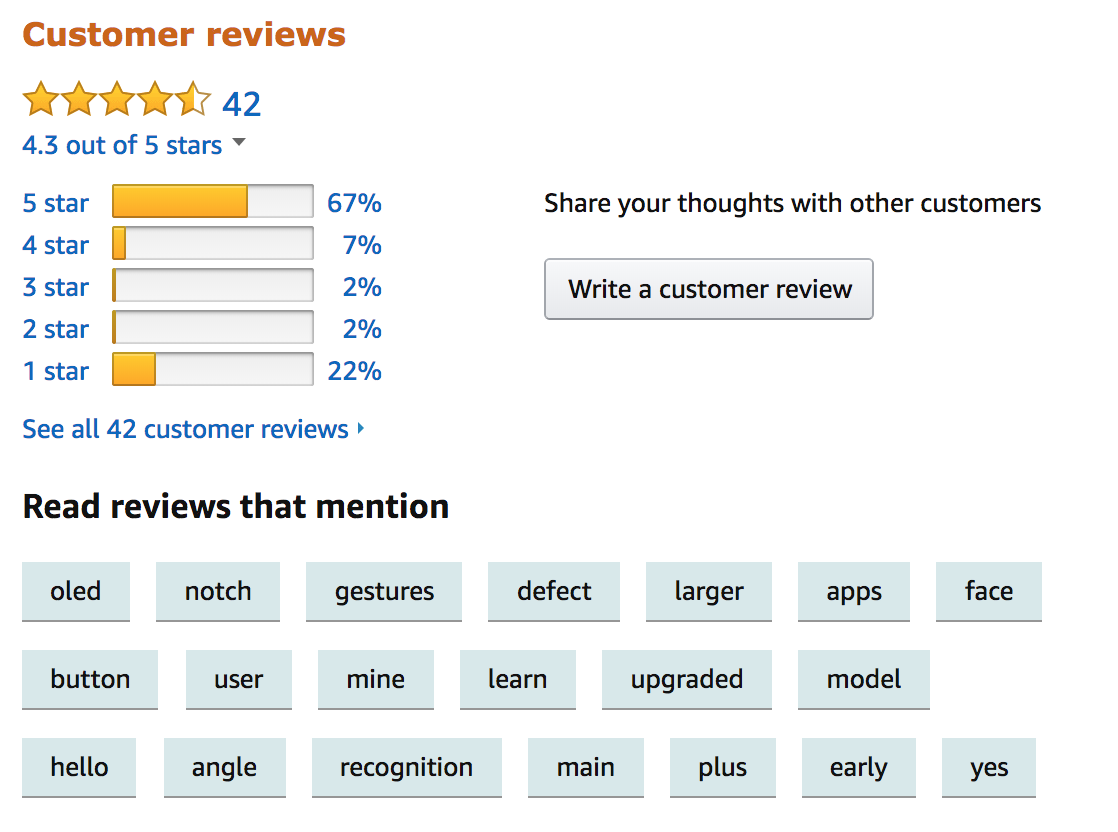 Customer reviews
42
4.3 out of 5 stars
5 star 67%
4 star 7%
3 star 2%
2 star 2%
1 star 22%
See all 42 customer reviews
Share your thoughts with other customers
Write a customer review
Read reviews that mention
oled notch gestures defect larger apps face
button user mine learn upgraded model
hello angle recognition main plus early yes